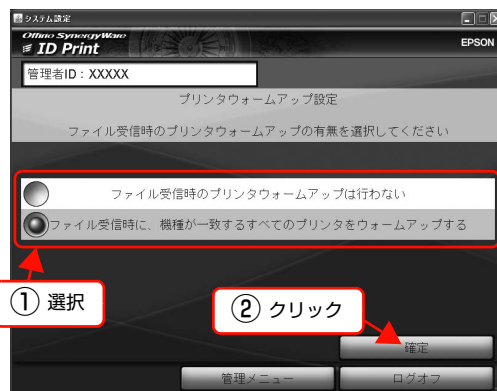 システム設定
Offirio SynergyWare
ID Print
EPSON
管理者ID：XXXXX
プリンタウォームアップ設定
ファイル受信時のプリンタウォームアップの有無を選択してください
ファイル受信時のプリンタウォームアップは行わない
ファイル受信時に、機種が一致するすべてのプリンタをウォームアップする
① 選択
② クリック
確定
管理メニュー
ログオフ